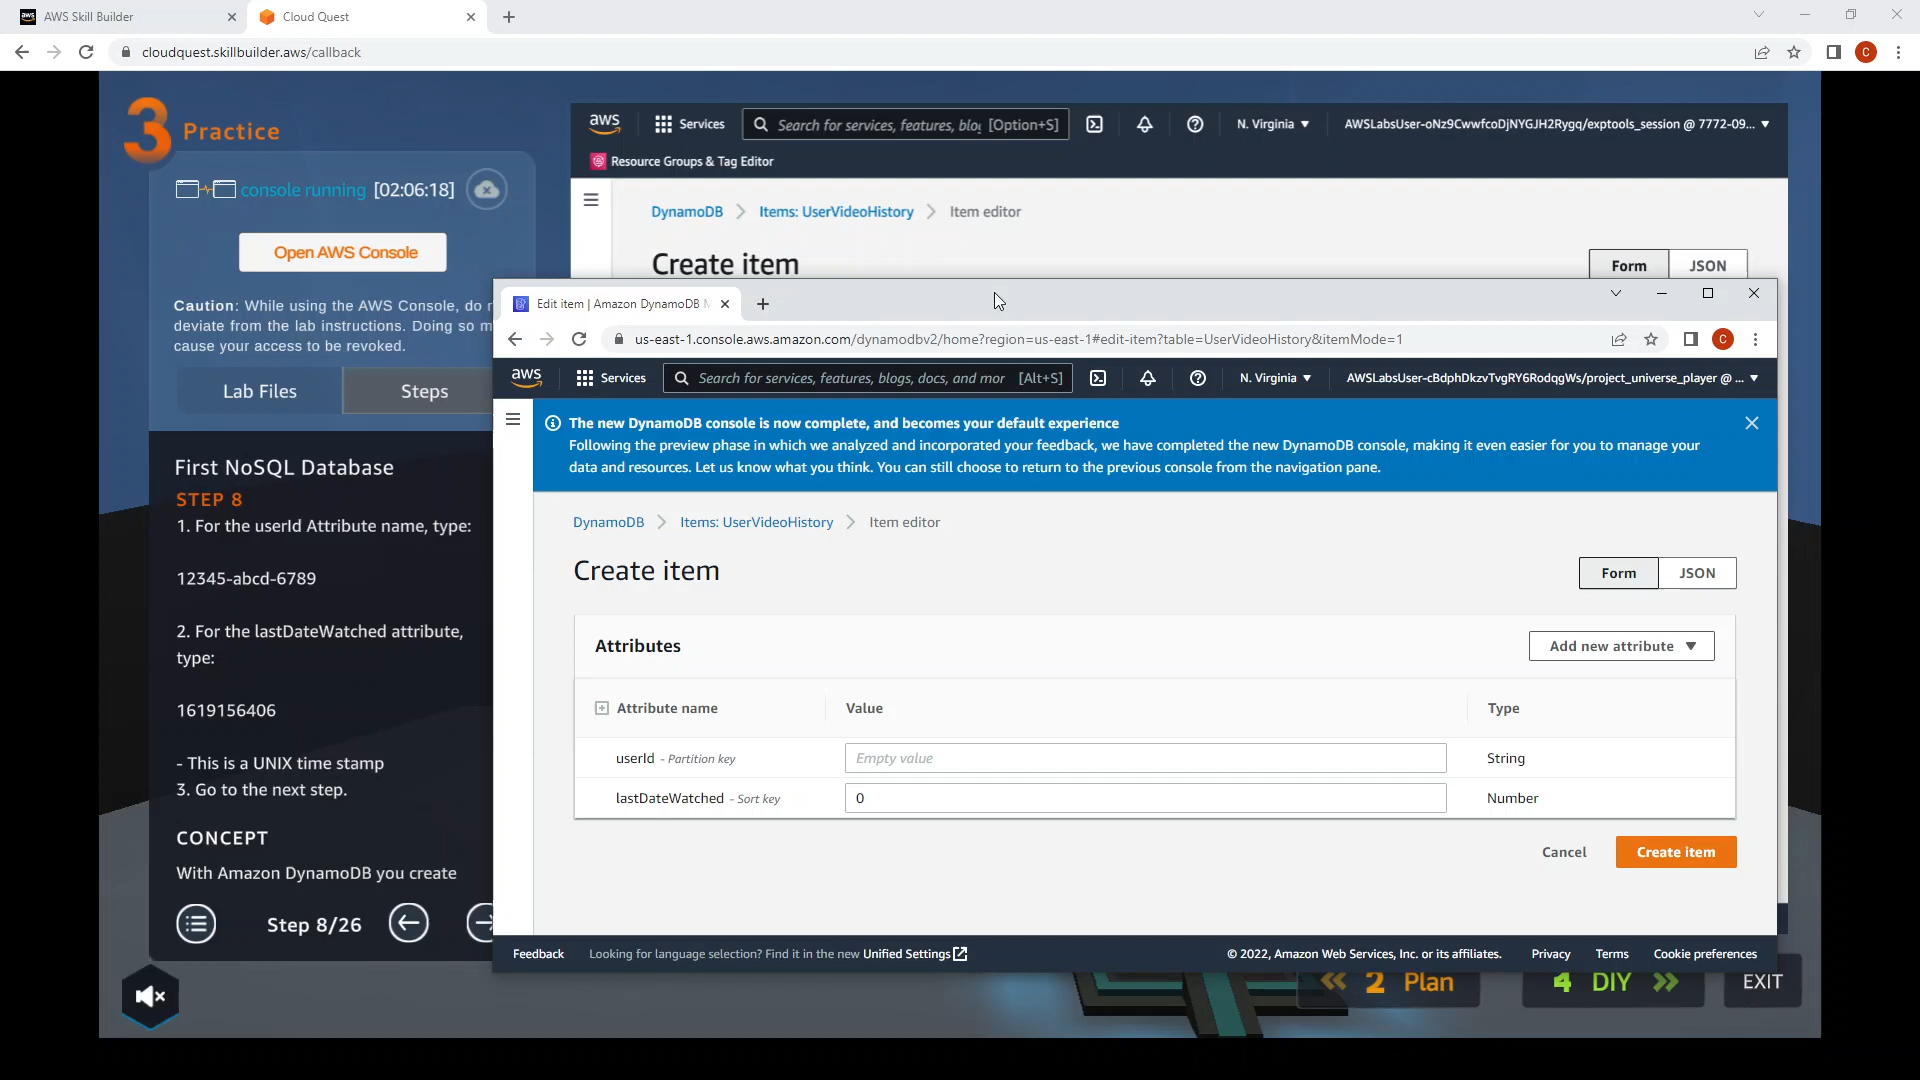 AWS Skill Builder
Cloud Quest
cloudquest.skillbuilder.aws/callback
C
3 Practice
console running [02:06:18]
Open AWS Console
Caution: While using the AWS Console, do
deviate from the lab instructions. Doing so
cause your access to be revoked.
Lab Files
Steps
First NoSQL Database
STEP 8
1. For the userId Attribute name, type:
12345-abcd-6789
2. For the lastDateWatched attribute,
type:
1619156406
- This is a UNIX time stamp
3. Go to the next step.
CONCEPT
With Amazon DynamoDB you create
Step 8/26
aws
Services
Search for services, features, blo [Option+S]
N. Virginia
AWSLabsUser-oNz9CwwfcoDjNYGJH2Rygq/exptools_session @ 7772-09...
Resource Groups & Tag Editor
DynamoDB
Items: UserVideoHistory
Item editor
Create item
Form
JSON
Edit item | Amazon DynamoDB
us-east-1.console.aws.amazon.com/dynamodbv2/home?region=us-east-1#edit-item?table=UserVideoHistory&itemMode=1
C
aws
Services
Search for services, features, blogs, docs, and mor [Alt+S]
N. Virginia
AWSLabsUser-cBdphDkzvTvgRY6RodqgWs/project_universe_player @ ...
The new DynamoDB console is now complete, and becomes your default experience
Following the preview phase in which we analyzed and incorporated your feedback, we have completed the new DynamoDB console, making it even easier for you to manage your
data and resources. Let us know what you think. You can still choose to return to the previous console from the navigation pane.
DynamoDB
Items: UserVideoHistory
Item editor
Create item
Form
JSON
Attributes
Add new attribute
Attribute name
Value
Type
userId - Partition key
Empty value
String
lastDateWatched - Sort key
0
Number
Cancel
Create item
Feedback
Looking for language selection? Find it in the new Unified Settings
© 2022, Amazon Web Services, Inc. or its affiliates.
Privacy
Terms
Cookie preferences
2 Plan
4 DIY
EXIT